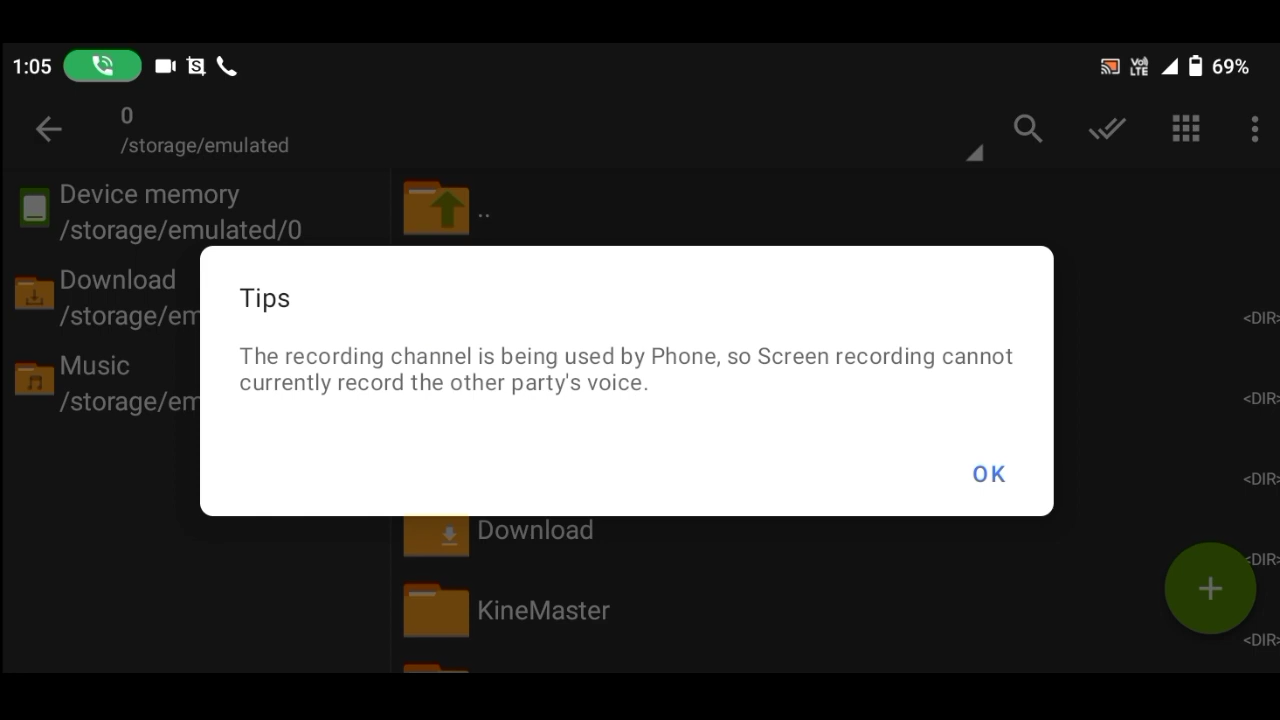 1:05
Vo)) LTE
69%
0
/storage/emulated
Device memory
/storage/emulated/0
..
Download
/storage/em
Music
/storage/em
Tips
The recording channel is being used by Phone, so Screen recording cannot
currently record the other party's voice.
OK
<DIR>
<DIR>
<DIR>
Download
<DIR>
KineMaster
<DIR>